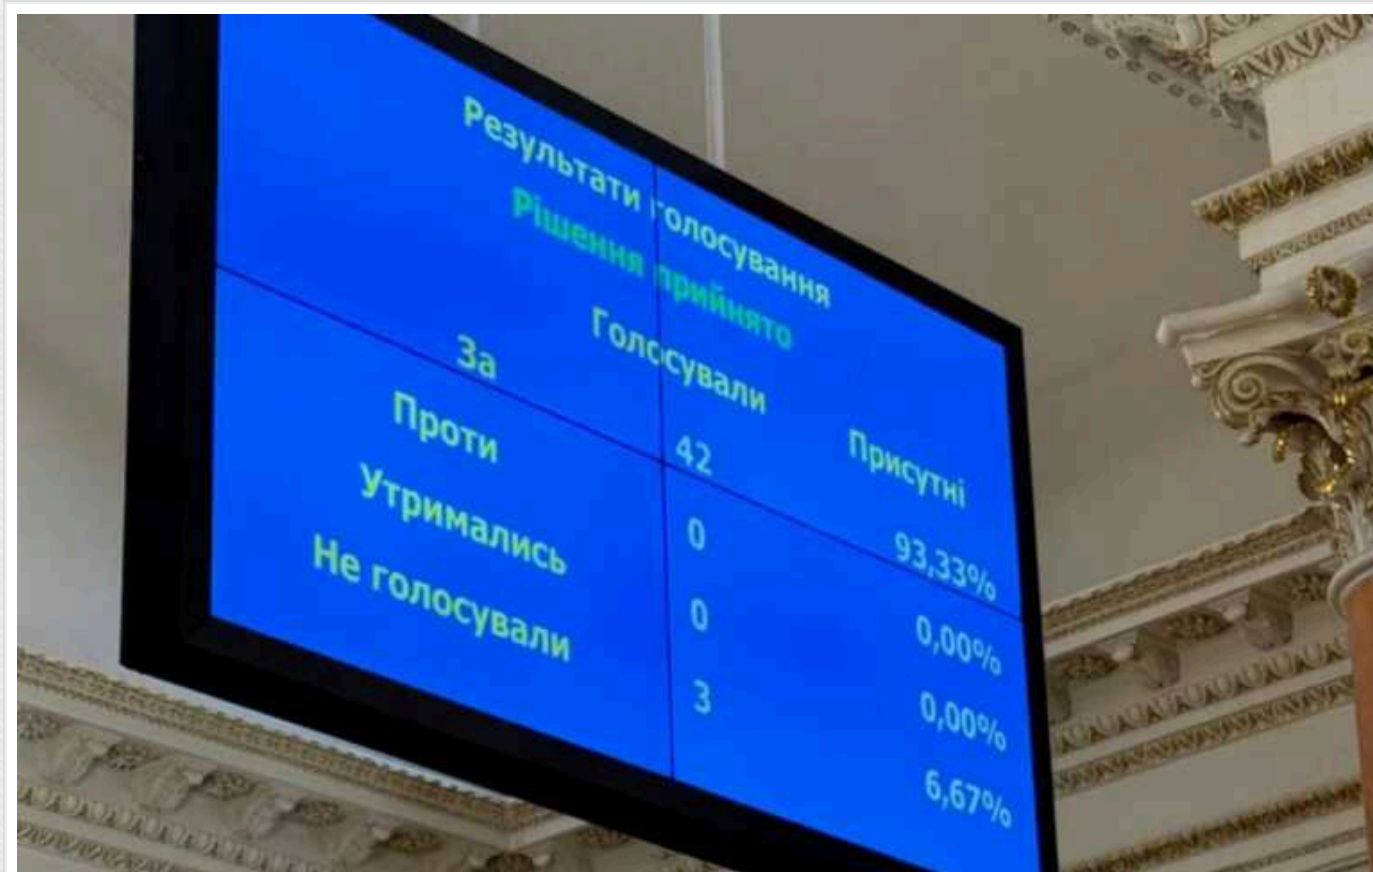 Результати голосування
Рішення прийнято
Голосували Присутні
За 42 93,33%
Проти 0 0,00%
Утримались 0 0,00%
Не голосували 3 6,67%